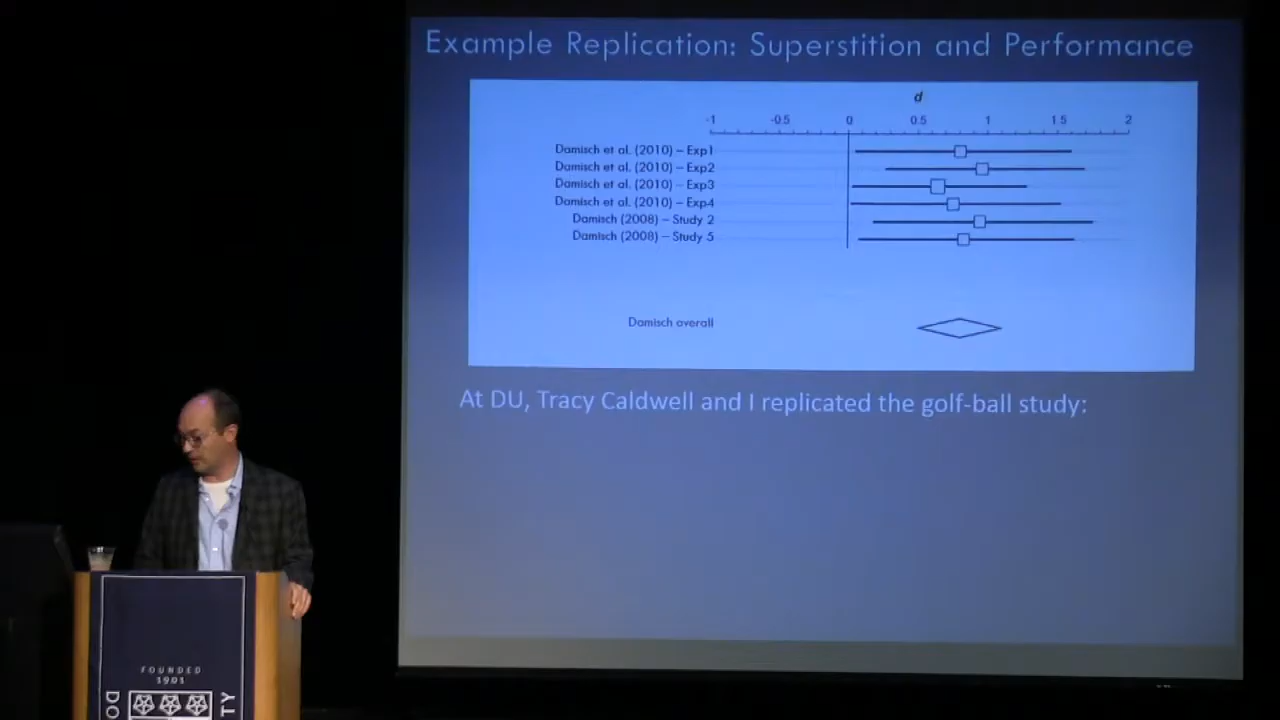 Example Replication: Superstition and Performance
d
-1 -0.5 0 0.5 1 1.5 2
Damisch et al. (2010) – Exp1
Damisch et al. (2010) – Exp2
Damisch et al. (2010) – Exp3
Damisch et al. (2010) – Exp4
Damisch (2008) – Study 2
Damisch (2008) – Study 5
Damisch overall
At DU, Tracy Caldwell and I replicated the golf-ball study:
FOUNDED
1901
DO
TY